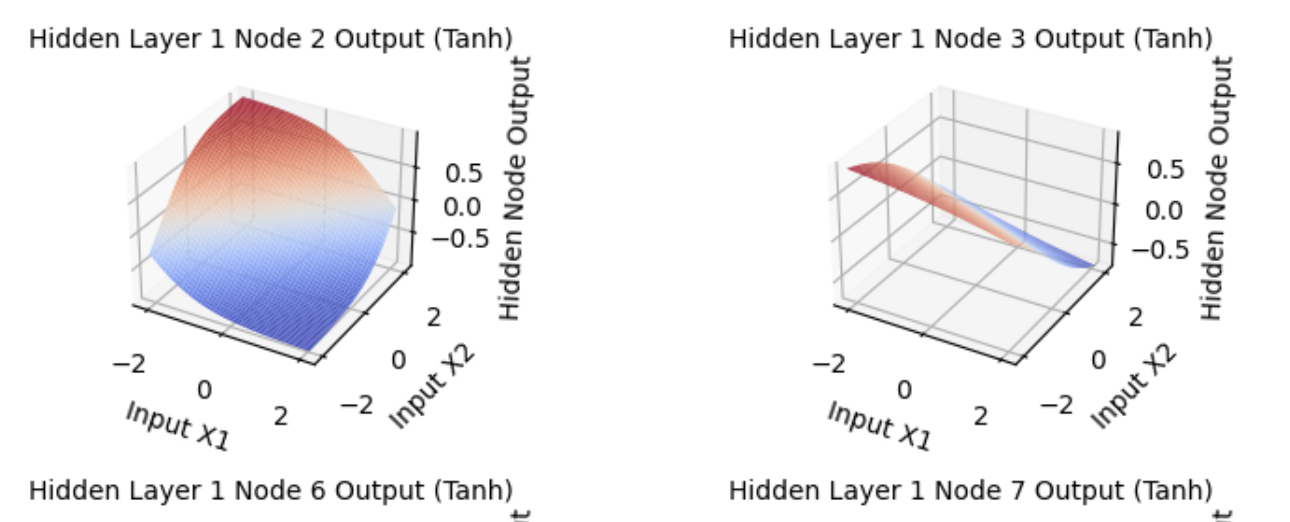 Hidden Layer 1 Node 2 Output (Tanh)
Hidden Node Output
0.5
0.0
−0.5
−2
0
2
Input X1
−2
0
2
Input X2
Hidden Layer 1 Node 3 Output (Tanh)
Hidden Node Output
0.5
0.0
−0.5
−2
0
2
Input X1
−2
0
2
Input X2
Hidden Layer 1 Node 6 Output (Tanh)
Hidden Layer 1 Node 7 Output (Tanh)